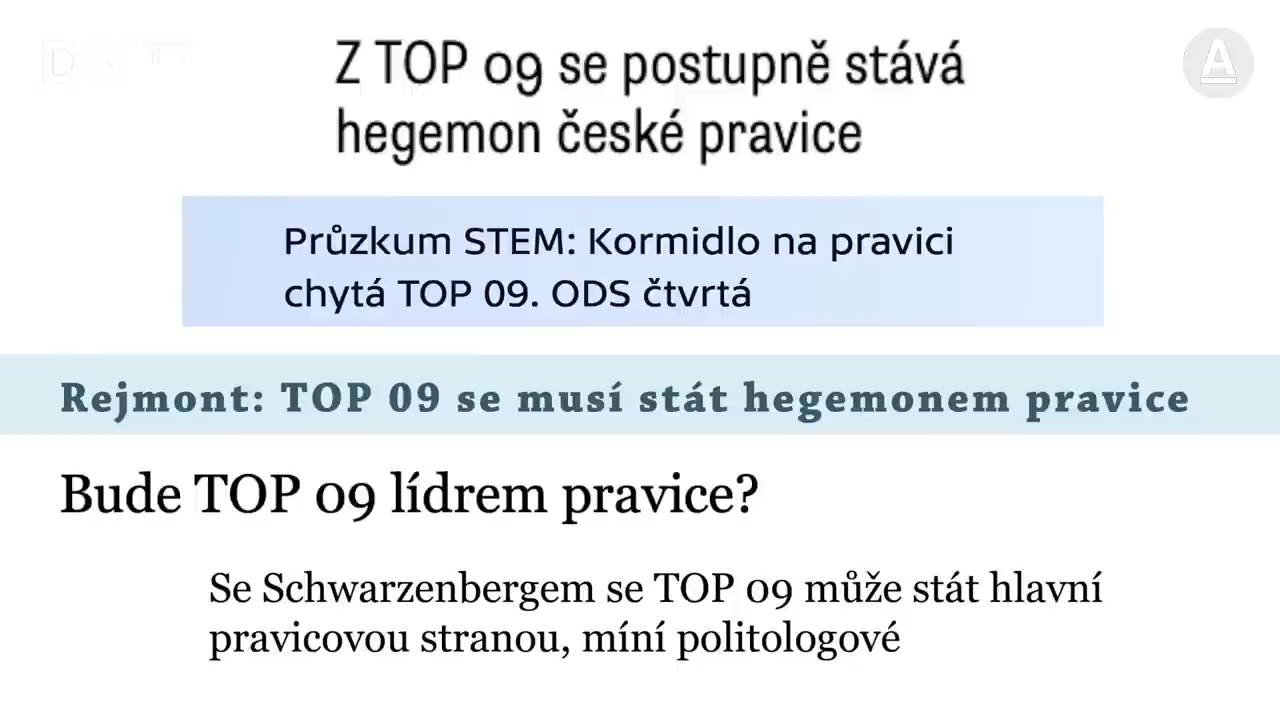 Z TOP 09 se postupně stává
hegemon české pravice
Průzkum STEM: Kormidlo na pravici
chytá TOP 09. ODS čtvrtá
Rejmont: TOP 09 se musí stát hegemonem pravice
Bude TOP 09 lídrem pravice?
Se Schwarzenbergem se TOP 09 může stát hlavní
pravicovou stranou, míní politologové
A